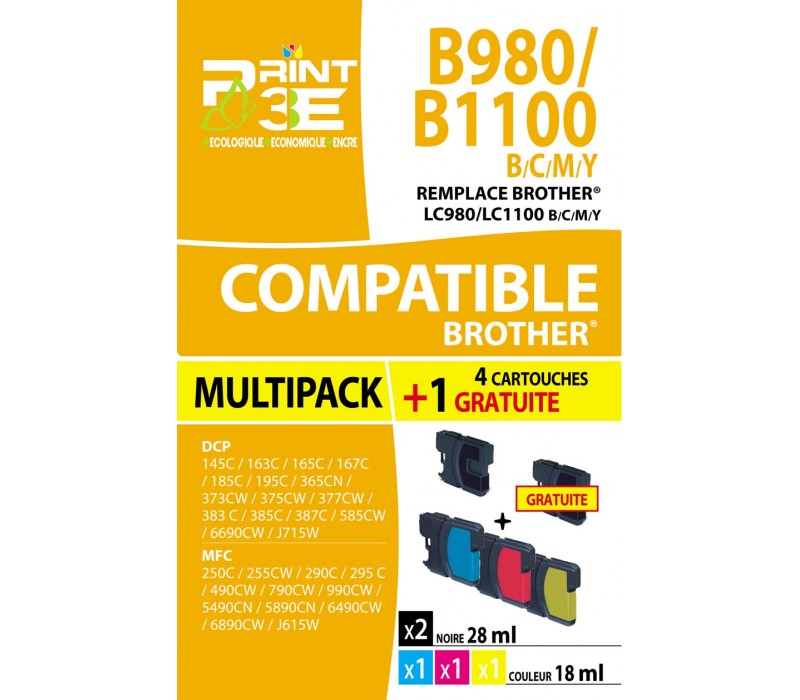 PRINT
3E
+ECOLOGIQUE+ECONOMIQUE+ENCRE
B980/
B1100
B/C/M/Y
REMPLACE BROTHER®
LC980/LC1100 B/C/M/Y
COMPATIBLE
BROTHER®
MULTIPACK
4 CARTOUCHES
+1 GRATUITE
DCP
145C / 163C / 165C / 167C
/ 185C / 195C / 365CN /
373CW / 375CW / 377CW /
383 C / 385C / 387C / 585CW
/ 6690CW / J715W
MFC
250C / 255CW / 290C / 295 C
/ 490CW / 790CW / 990CW /
5490CN / 5890CN / 6490CW
/ 6890CW / J615W
GRATUITE
+
x2 NOIRE 28 ml
x1 x1 x1 COULEUR 18 ml